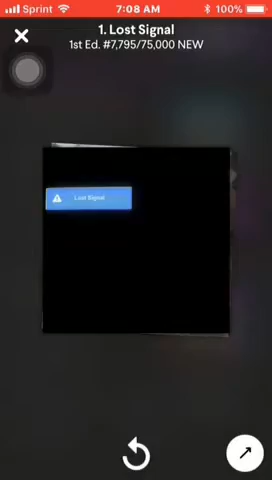 Sprint 7:08 AM 100%
1. Lost Signal
1st Ed. #7,795/75,000 NEW
Lost Signal